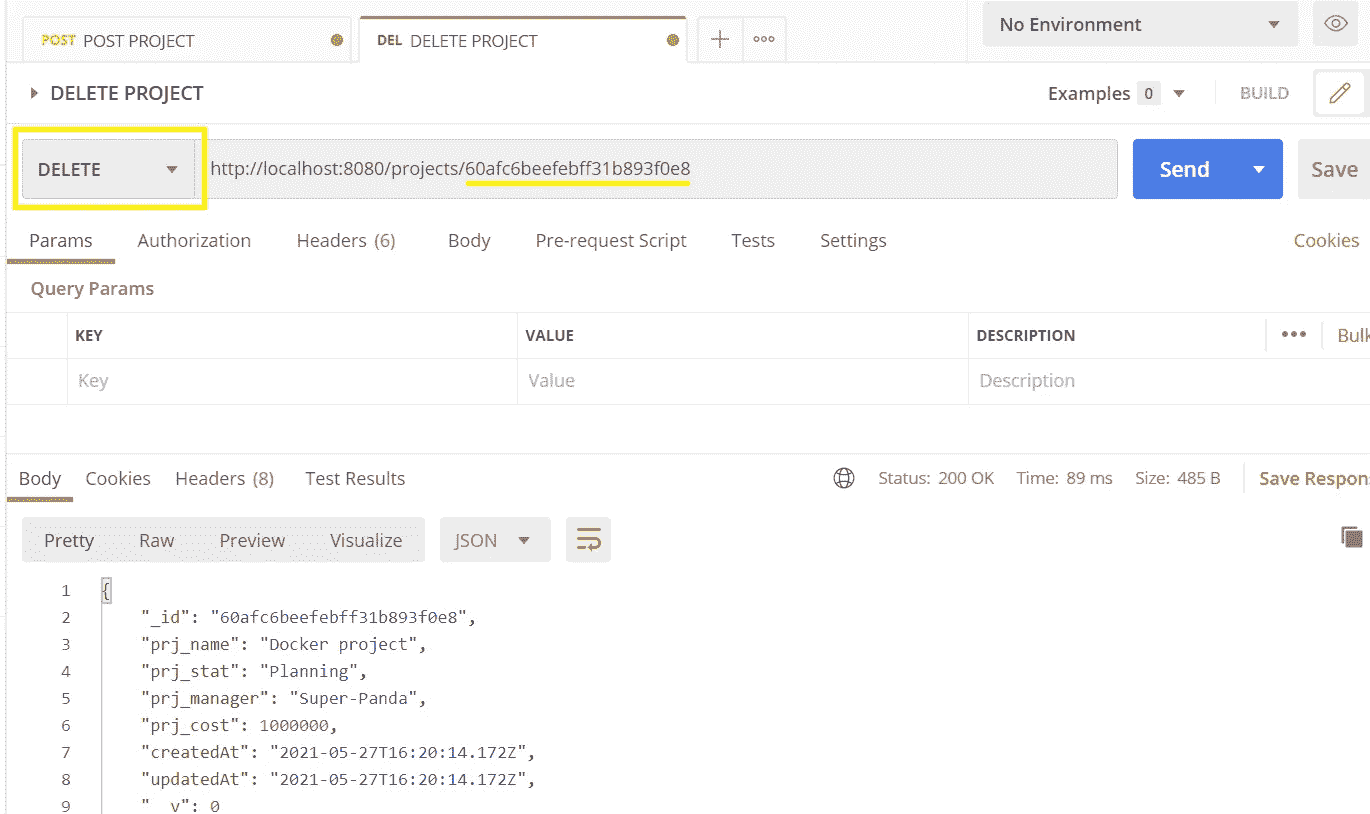 POST POST PROJECT DEL DELETE PROJECT No Environment
DELETE PROJECT Examples 0 BUILD
DELETE http://localhost:8080/projects/60afc6beefebff31b893f0e8 Send Save
Params Authorization Headers (6) Body Pre-request Script Tests Settings Cookies
Query Params
KEY VALUE DESCRIPTION Bulk
Key Value Description
Body Cookies Headers (8) Test Results Status: 200 OK Time: 89 ms Size: 485 B Save Respon
Pretty Raw Preview Visualize JSON
1 {
2 "_id": "60afc6beefebff31b893f0e8",
3 "prj_name": "Docker project",
4 "prj_stat": "Planning",
5 "prj_manager": "Super-Panda",
6 "prj_cost": 1000000,
7 "createdAt": "2021-05-27T16:20:14.172Z",
8 "updatedAt": "2021-05-27T16:20:14.172Z",
9 "__v": 0